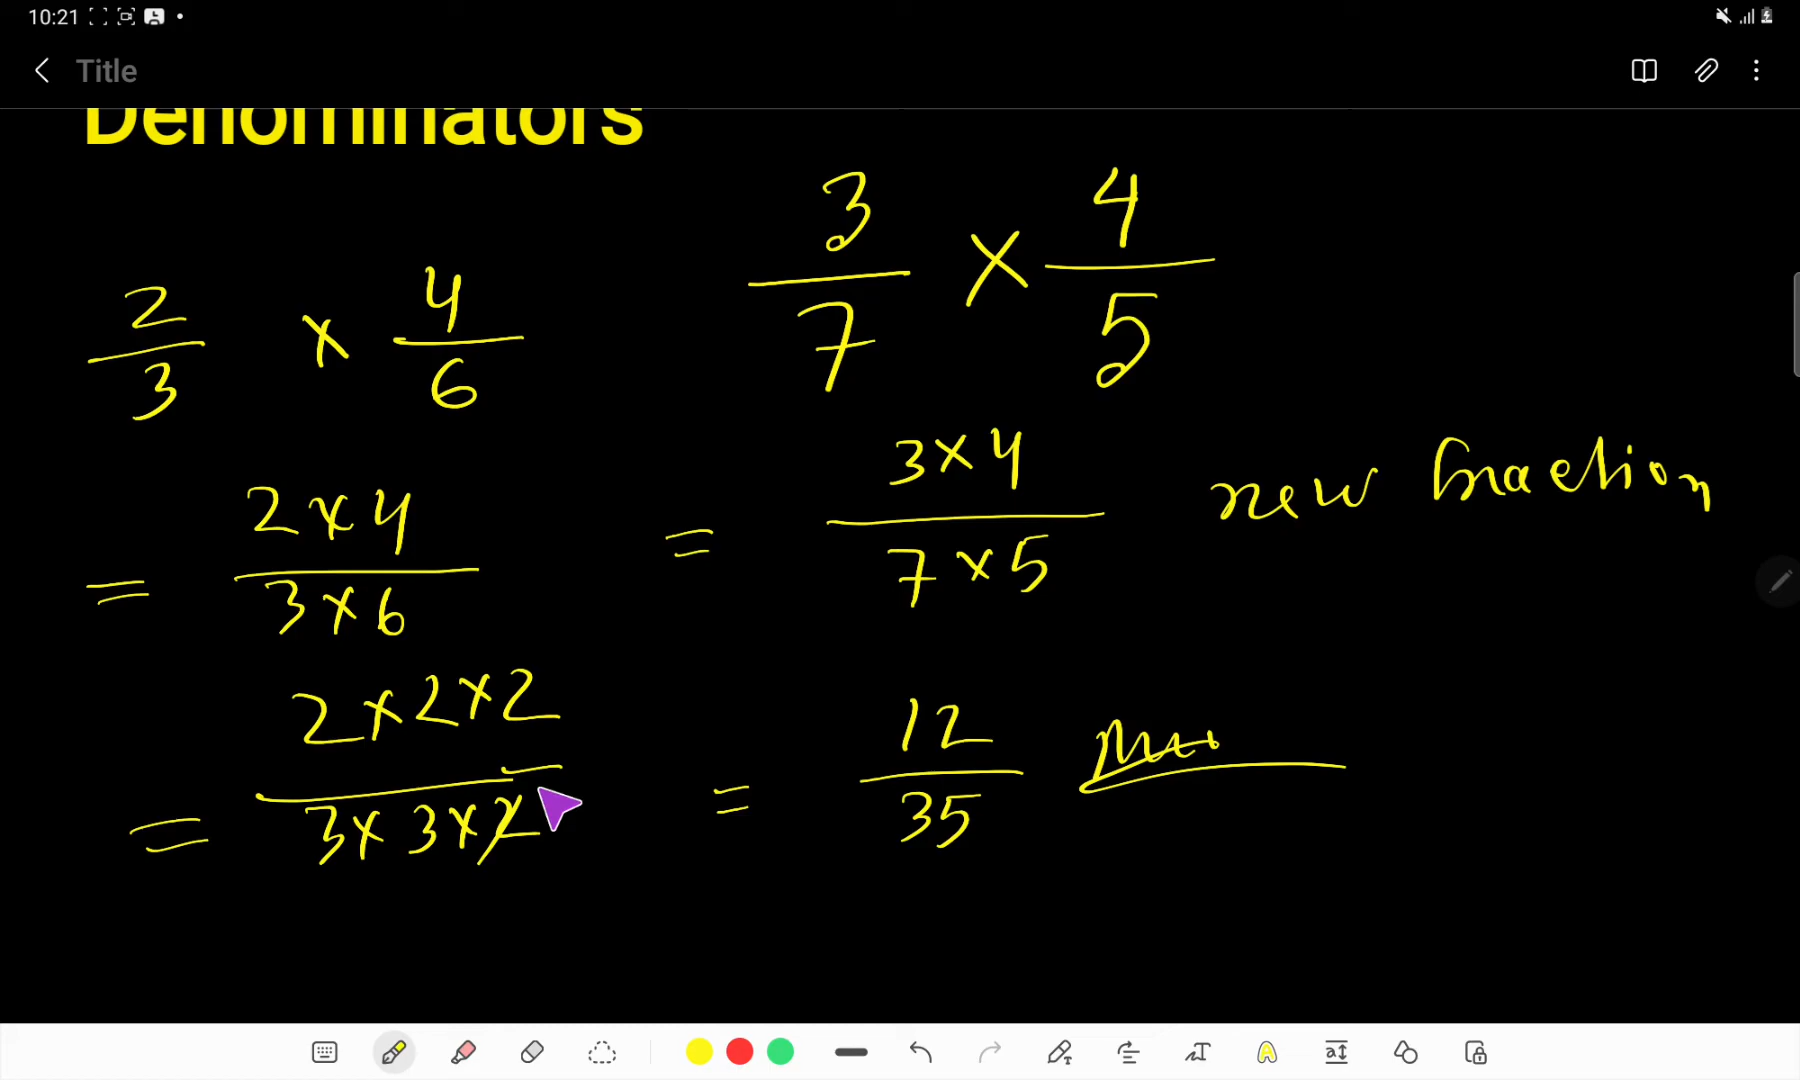 10:21
Title
Denominators
2/3 × 4/6
= 2×4/3×6
= 2×2×2/3×3×2
3/7 × 4/5
= 3×4/7×5 new fraction
= 12/35